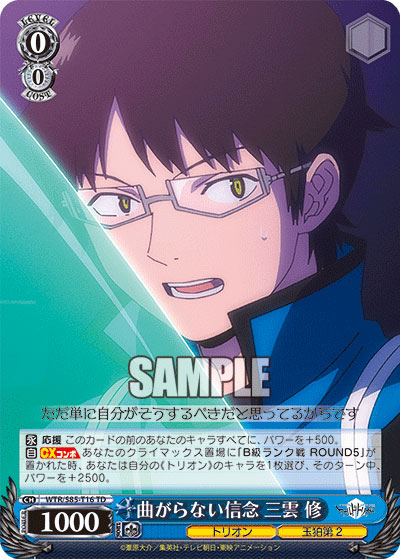 LEVEL
0
0
COST
SAMPLE
ただ単に自分がそうするべきだと思ってるからです
永 応援 このカードの前のあなたのキャラすべてに、パワーを+500。
自 CXコンボ あなたのクライマックス置場に「B級ランク戦 ROUND5」が
置かれた時、あなたは自分の《トリオン》のキャラを1枚選び、そのターン中、
パワーを+2500。
CH WTR/S85-T16 TD
1000
曲がらない信念 三雲 修
トリオン
玉狛第2
©葦原大介/集英社・テレビ朝日・東映アニメーション